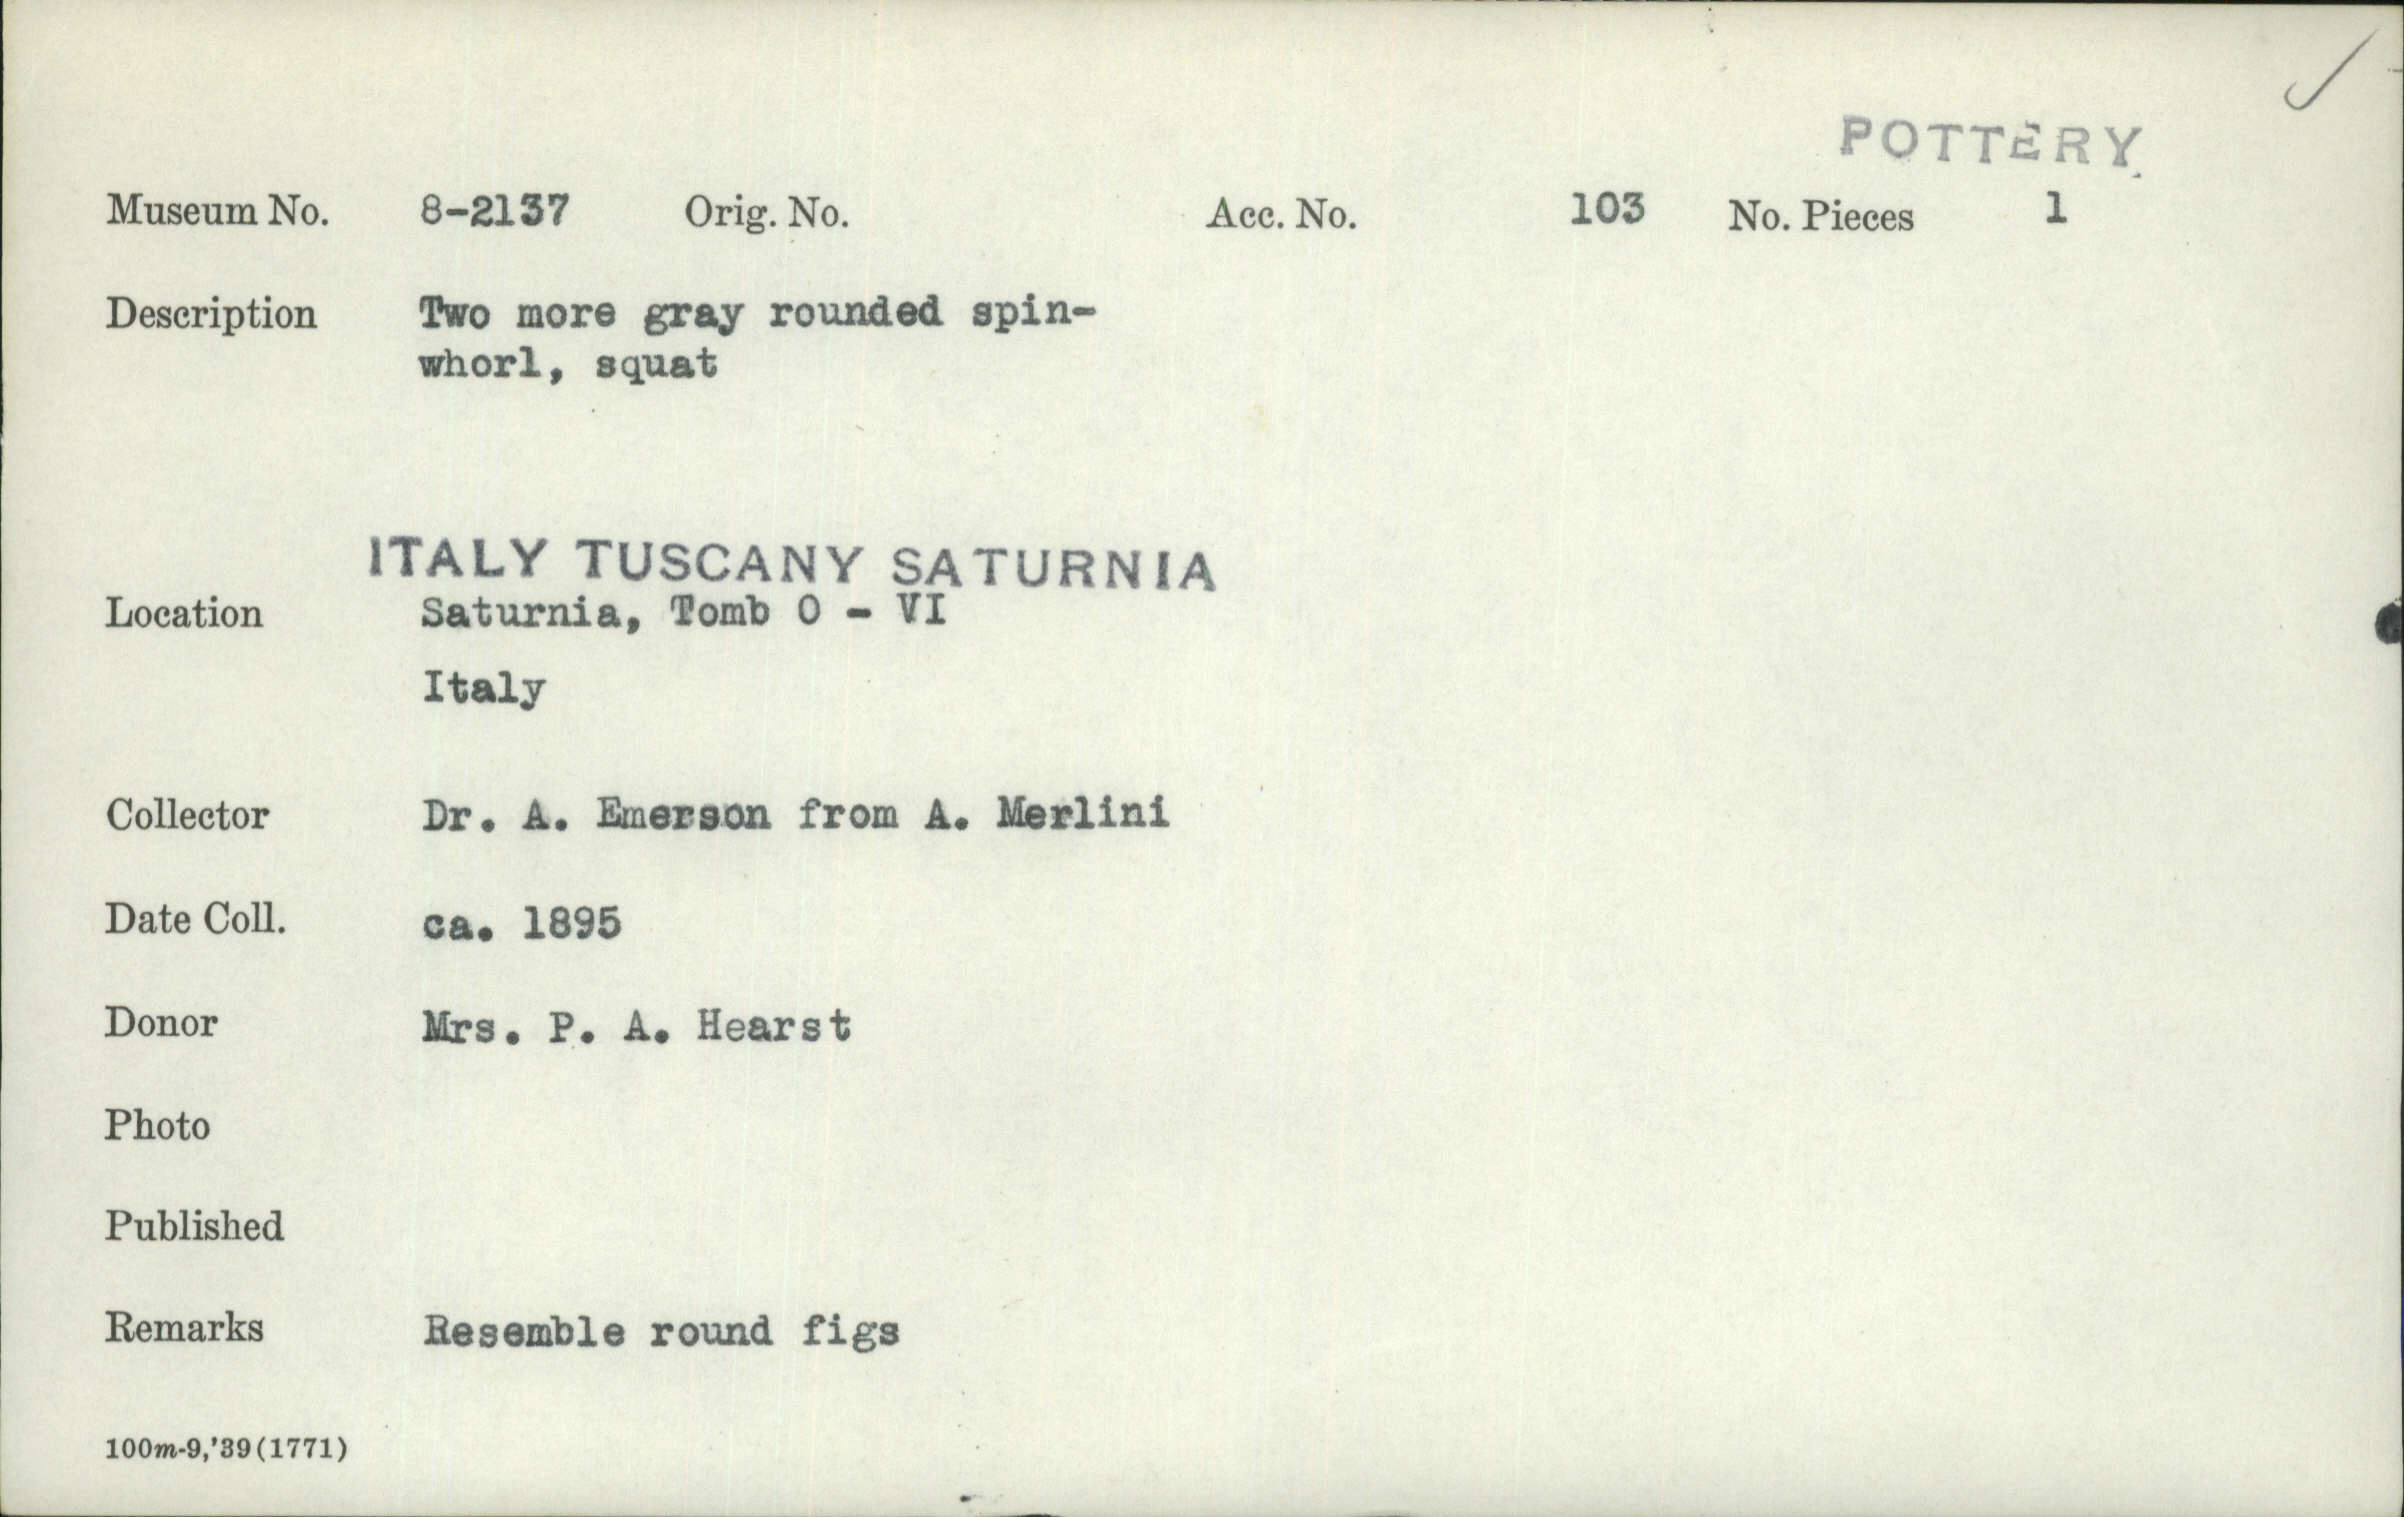 POTTERY
Museum No. 8-2137 Orig. No. Acc. No. 103 No. Pieces 1
Description Two more gray rounded spin-
whorl, squat
ITALY TUSCANY SATURNIA
Location Saturnia, Tomb O - VI
Italy
Collector Dr. A. Emerson from A. Merlini
Date Coll. ca. 1895
Donor Mrs. P. A. Hearst
Photo
Published
Remarks Resemble round figs
100m-9,'39(1771)